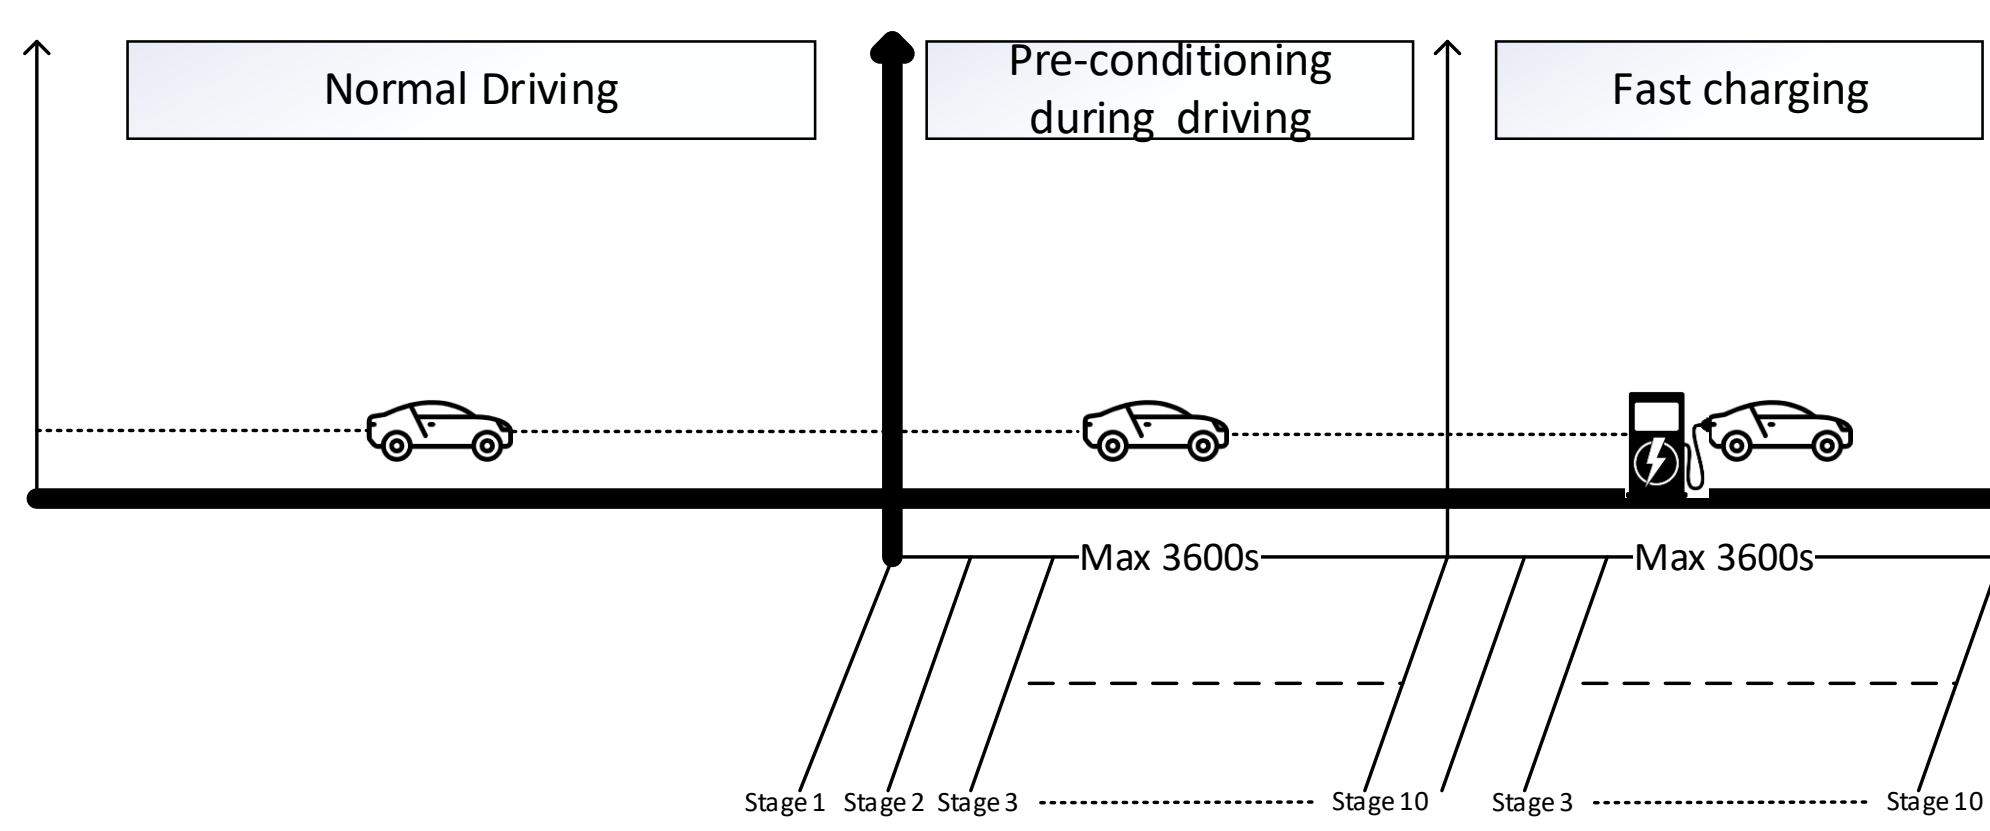 Normal Driving
Pre-conditioning
during driving
Fast charging
Max 3600s
Max 3600s
Stage 1
Stage 2
Stage 3
Stage 10
Stage 3
Stage 10